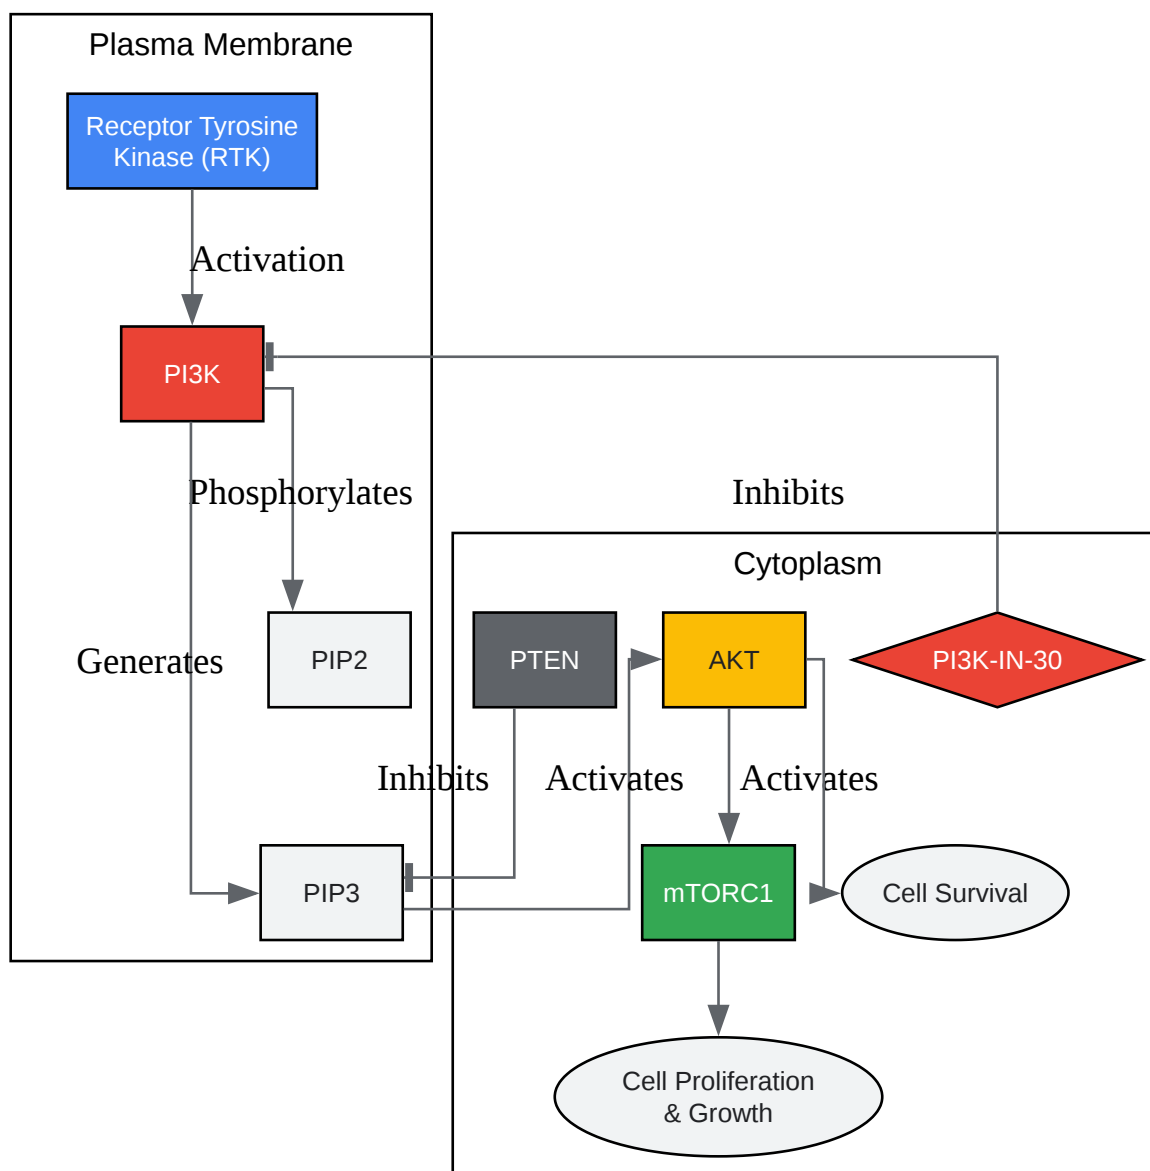 Plasma Membrane
Receptor Tyrosine
Kinase (RTK)
Activation
PI3K
Phosphorylates
Inhibits
Cytoplasm
Generates
PIP2
PTEN
AKT
PI3K-IN-30
Inhibits
Activates
Activates
PIP3
mTORC1
Cell Survival
Cell Proliferation
& Growth